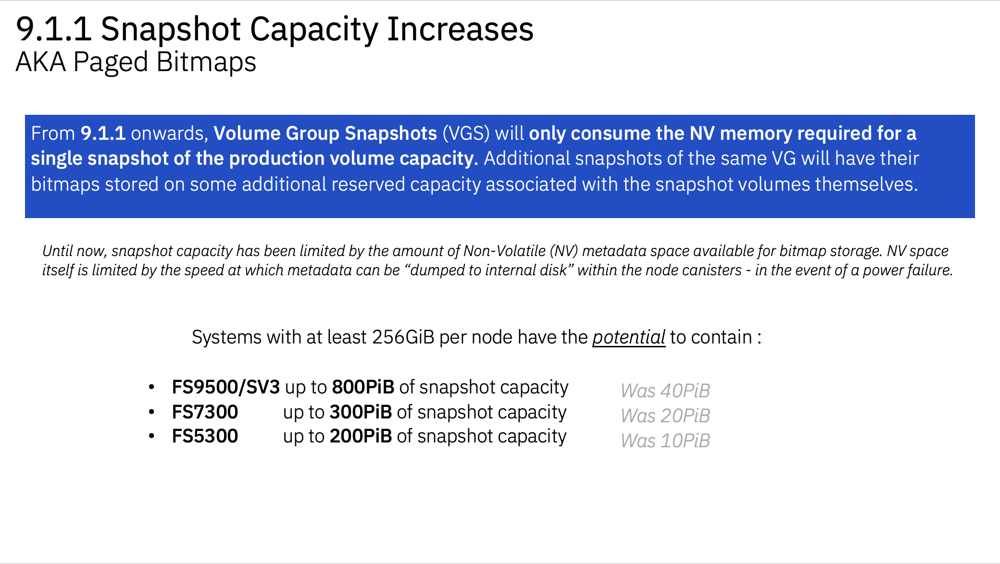 9.1.1 Snapshot Capacity Increases
AKA Paged Bitmaps
From 9.1.1 onwards, Volume Group Snapshots (VGS) will only consume the NV memory required for a
single snapshot of the production volume capacity. Additional snapshots of the same VG will have their
bitmaps stored on some additional reserved capacity associated with the snapshot volumes themselves.
Until now, snapshot capacity has been limited by the amount of Non-Volatile (NV) metadata space available for bitmap storage. NV space
itself is limited by the speed at which metadata can be “dumped to internal disk” within the node canisters - in the event of a power failure.
Systems with at least 256GiB per node have the potential to contain :
• FS9500/SV3 up to 800PiB of snapshot capacity Was 40PiB
• FS7300 up to 300PiB of snapshot capacity Was 20PiB
• FS5300 up to 200PiB of snapshot capacity Was 10PiB